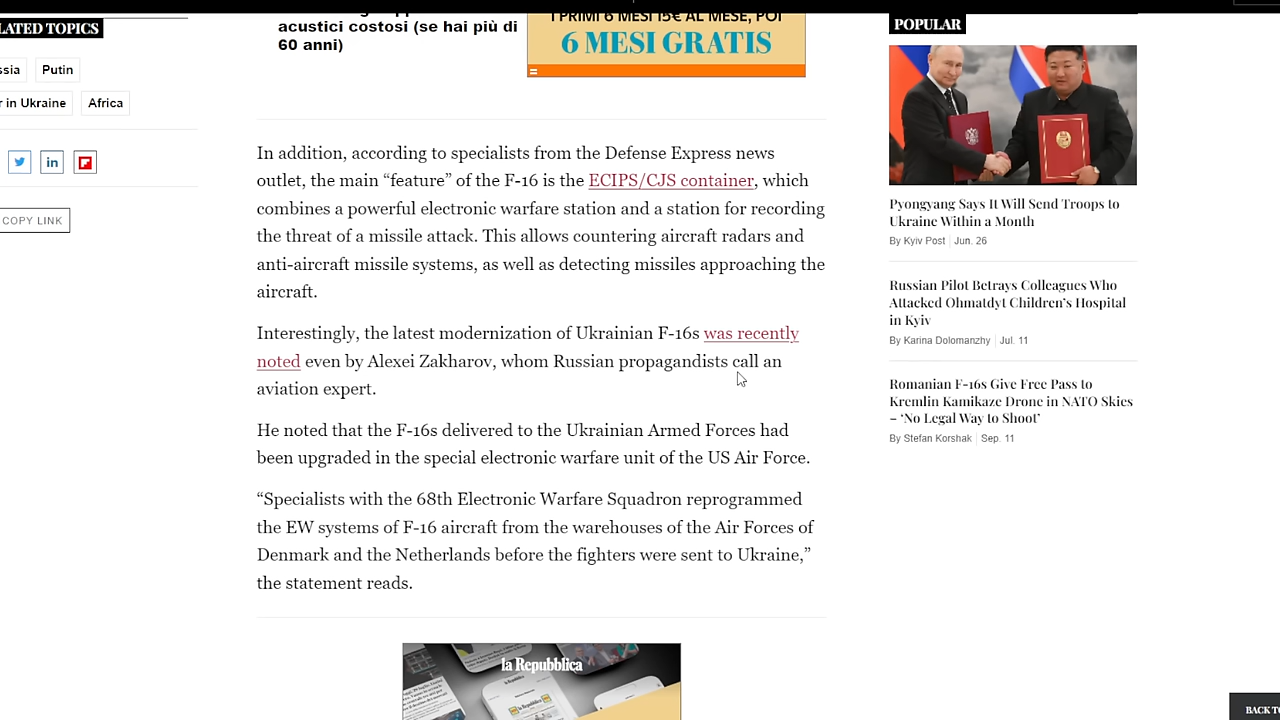 LATED TOPICS
ssia
Putin
r in Ukraine
Africa
COPY LINK
acustici costosi (se hai più di
60 anni)
I PRIMI 6 MESI 15€ AL MESE, POI
6 MESI GRATIS
In addition, according to specialists from the Defense Express news
outlet, the main “feature” of the F-16 is the ECIPS/CJS container, which
combines a powerful electronic warfare station and a station for recording
the threat of a missile attack. This allows countering aircraft radars and
anti-aircraft missile systems, as well as detecting missiles approaching the
aircraft.
Interestingly, the latest modernization of Ukrainian F-16s was recently
noted even by Alexei Zakharov, whom Russian propagandists call an
aviation expert.
He noted that the F-16s delivered to the Ukrainian Armed Forces had
been upgraded in the special electronic warfare unit of the US Air Force.
“Specialists with the 68th Electronic Warfare Squadron reprogrammed
the EW systems of F-16 aircraft from the warehouses of the Air Forces of
Denmark and the Netherlands before the fighters were sent to Ukraine,”
the statement reads.
la Repubblica
POPULAR
Pyongyang Says It Will Send Troops to
Ukraine Within a Month
By Kyiv Post | Jun. 26
Russian Pilot Betrays Colleagues Who
Attacked Ohmatdyt Children’s Hospital
in Kyiv
By Karina Dolomanzhy | Jul. 11
Romanian F-16s Give Free Pass to
Kremlin Kamikaze Drone in NATO Skies
– ‘No Legal Way to Shoot’
By Stefan Korshak | Sep. 11
BACK TO